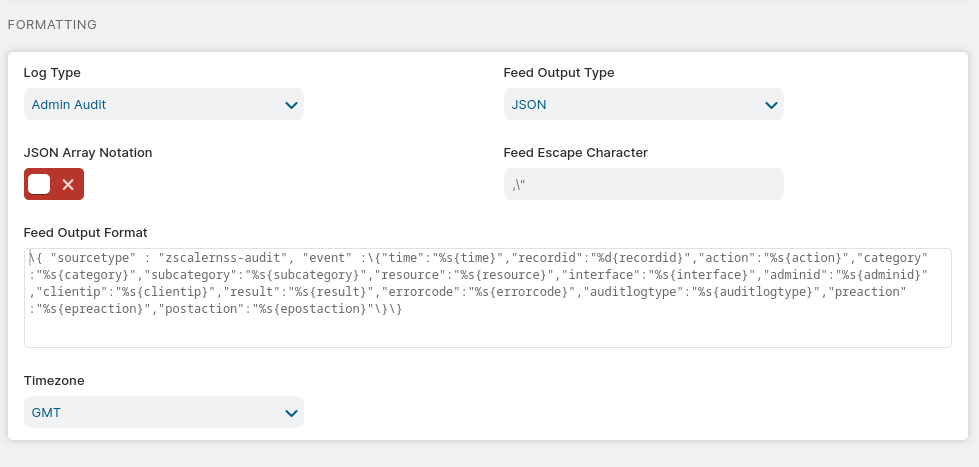 FORMATTING
Log Type
Feed Output Type
Admin Audit
JSON
JSON Array Notation
Feed Escape Character
,\"
Feed Output Format
\{ "sourcetype" : "zscalernss-audit", "event" :\{"time":"%s{time}","recordid":"%d{recordid}","action":"%s{action}","category"
:"%s{category}","subcategory":"%s{subcategory}","resource":"%s{resource}","interface":"%s{interface}","adminid":"%s{adminid}"
,"clientip":"%s{clientip}","result":"%s{result}","errorcode":"%s{errorcode}","auditlogtype":"%s{auditlogtype}","preaction"
:"%s{epreaction}","postaction":"%s{epostaction}"\}\}
Timezone
GMT